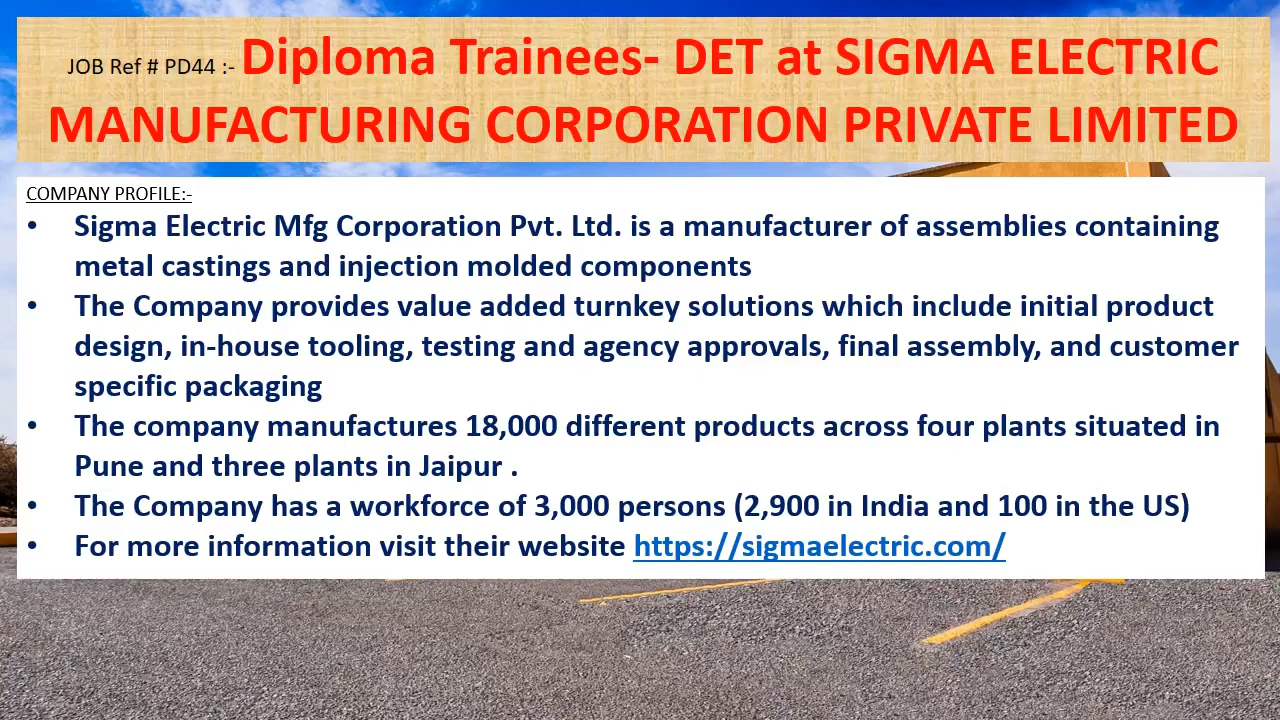 JOB Ref # PD44 :- Diploma Trainees- DET at SIGMA ELECTRIC
MANUFACTURING CORPORATION PRIVATE LIMITED
COMPANY PROFILE:-
• Sigma Electric Mfg Corporation Pvt. Ltd. is a manufacturer of assemblies containing
metal castings and injection molded components
• The Company provides value added turnkey solutions which include initial product
design, in-house tooling, testing and agency approvals, final assembly, and customer
specific packaging
• The company manufactures 18,000 different products across four plants situated in
Pune and three plants in Jaipur .
• The Company has a workforce of 3,000 persons (2,900 in India and 100 in the US)
• For more information visit their website https://sigmaelectric.com/